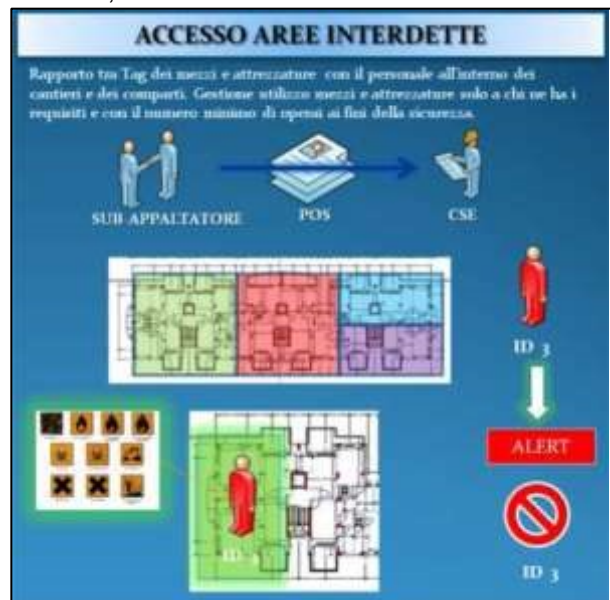 ACCESSO AREE INTERDETTE
Rapporto tra Tag dei mezzi e attrezzature con il personale all'interno dei
cantieri e dei comparti. Gestione utilizzo mezzi e attrezzature solo a chi ne ha i
requisiti e con il numero minimo di operai ai fini della sicurezza.
SUB APPALTATORE
POS
CSE
ID 3
ALERT
ID
ID 3